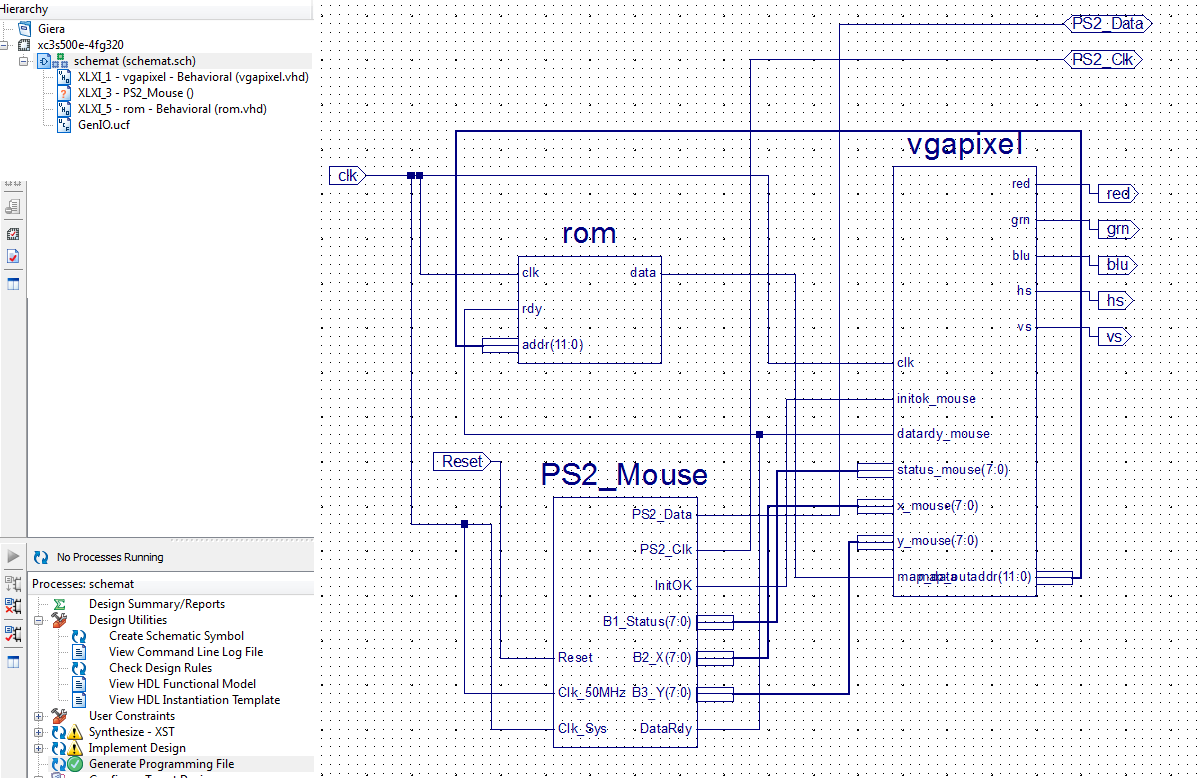 Hierarchy
Giera
xc3s500e-4fg320
schemat (schemat.sch)
XLXI_1 - vgapixel - Behavioral (vgapixel.vhd)
XLXI_3 - PS2_Mouse ()
XLXI_5 - rom - Behavioral (rom.vhd)
GenIO.ucf
No Processes Running
Processes: schemat
Design Summary/Reports
Design Utilities
Create Schematic Symbol
View Command Line Log File
Check Design Rules
View HDL Functional Model
View HDL Instantiation Template
User Constraints
Synthesize - XST
Implement Design
Generate Programming File
PS2_Data
PS2_Clk
clk
rom
clk
data
rdy
addr(11:0)
vgapixel
red
grn
blu
hs
vs
clk
initok_mouse
datardy_mouse
status_mouse(7:0)
x_mouse(7:0)
y_mouse(7:0)
red
grn
blu
hs
vs
Reset
PS2_Mouse
PS2_Data
PS2_Clk
InitOK
B1_Status(7:0)
Reset
B2_X(7:0)
Clk_50MHz
B3_Y(7:0)
Clk_Sys
DataRdy